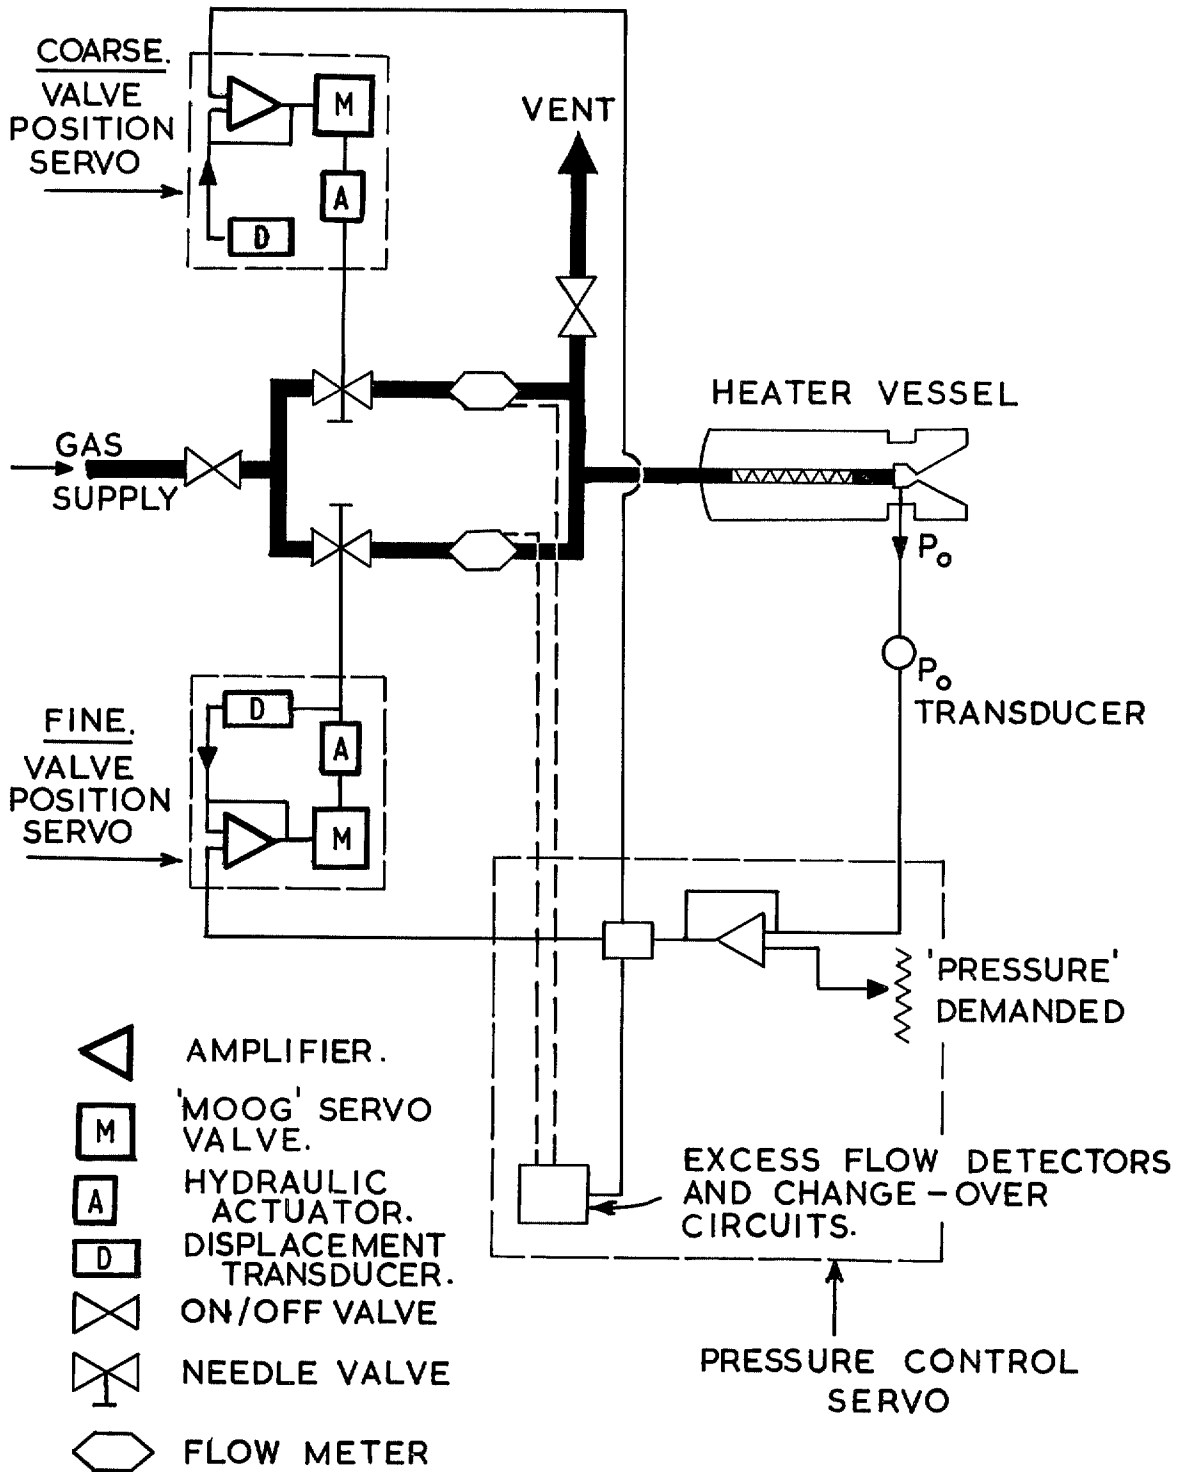 COARSE.
VALVE
POSITION
SERVO
M
A
D
VENT
GAS
SUPPLY
HEATER VESSEL
Po
Po
TRANSDUCER
FINE.
VALVE
POSITION
SERVO
D
A
M
'PRESSURE'
DEMANDED
EXCESS FLOW DETECTORS
AND CHANGE-OVER
CIRCUITS.
PRESSURE CONTROL
SERVO
AMPLIFIER.
M
'MOOG' SERVO
VALVE.
A
HYDRAULIC
ACTUATOR.
D
DISPLACEMENT
TRANSDUCER.
ON/OFF VALVE
NEEDLE VALVE
FLOW METER